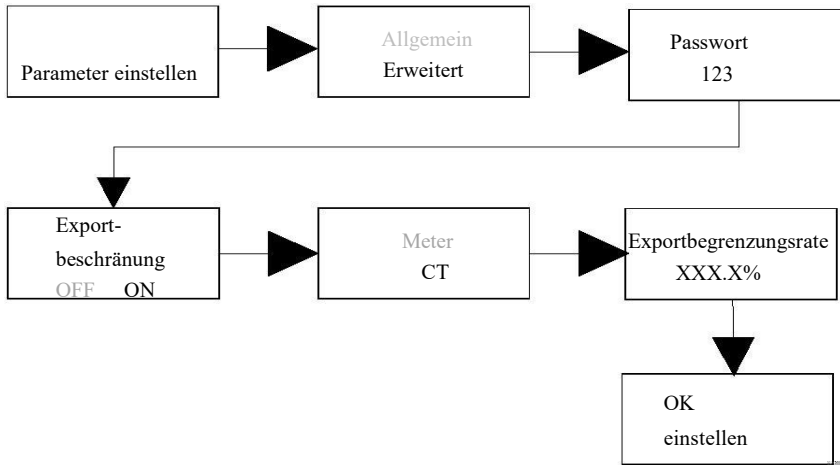 Parameter einstellen
Allgemein
Erweitert
Passwort
123
Export-
beschränung
OFF ON
Meter
CT
Exportbegrenzungsrate
XXX.X%
OK
einstellen